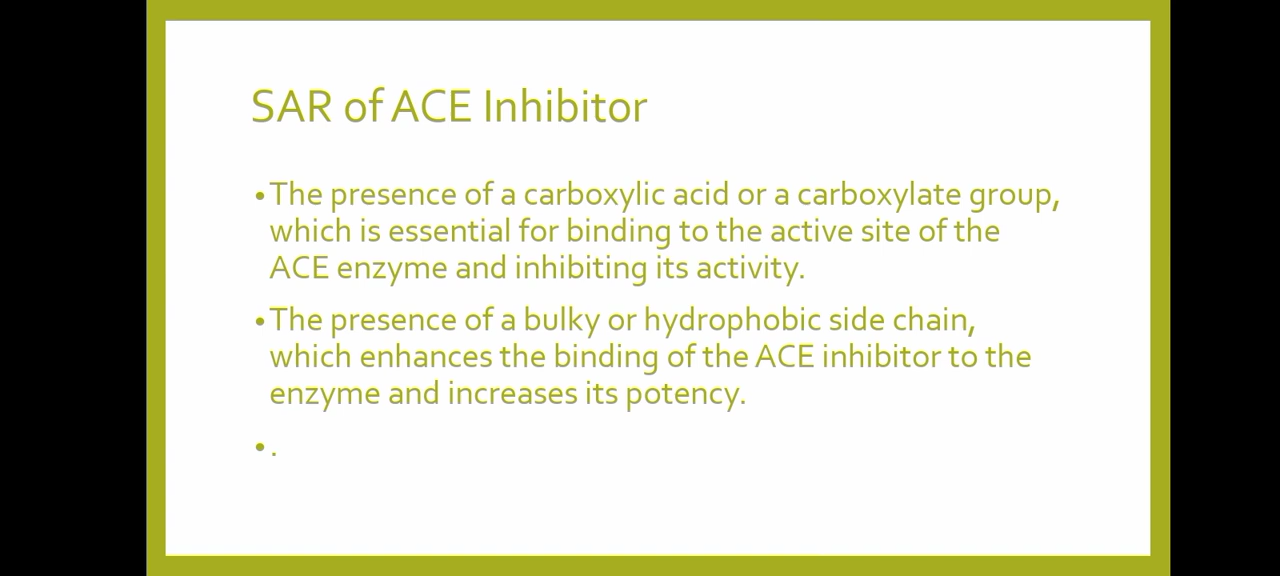 SAR of ACE Inhibitor
•The presence of a carboxylic acid or a carboxylate group,
which is essential for binding to the active site of the
ACE enzyme and inhibiting its activity.
•The presence of a bulky or hydrophobic side chain,
which enhances the binding of the ACE inhibitor to the
enzyme and increases its potency.
• .